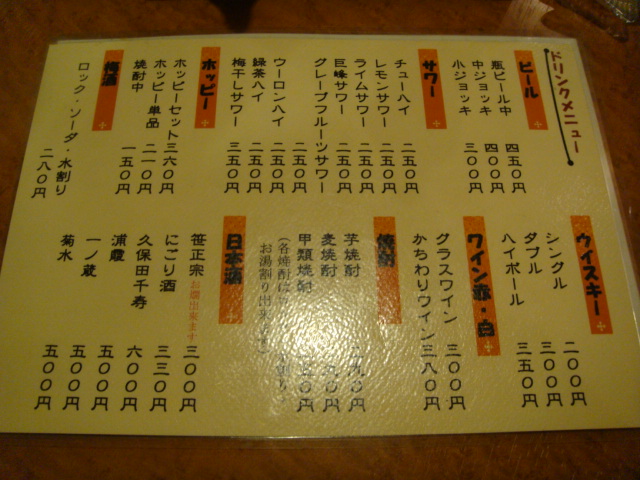 ドリンクメニュー
ビール
瓶ビール中 四五〇円
中ジョッキ 四〇〇円
小ジョッキ 三〇〇円
サワー
チューハイ 二五〇円
レモンサワー 二五〇円
ライムサワー 二五〇円
巨峰サワー 二五〇円
グレープフルーツサワー 二五〇円
ウーロンハイ 二五〇円
緑茶ハイ 二五〇円
梅干しサワー 三五〇円
ホッピー
ホッピーセット 三六〇円
ホッピー単品 二一〇円
焼酎中 一五〇円
梅酒
ロック・ソーダ・水割り 二八〇円
ウイスキー
シングル 二〇〇円
ダブル 三〇〇円
ハイボール 三五〇円
ワイン赤・白
グラスワイン 三〇〇円
かちわりワイン 三八〇円
焼酎
芋焼酎
麦焼酎
甲類焼酎
(各焼酎に
お湯割り出来ます)
日本酒
笹正宗 お燗出来ます 三〇〇円
にごり酒 三三〇円
久保田千寿 六〇〇円
浦霞 五〇〇円
一ノ蔵 五〇〇円
菊水 五〇〇円